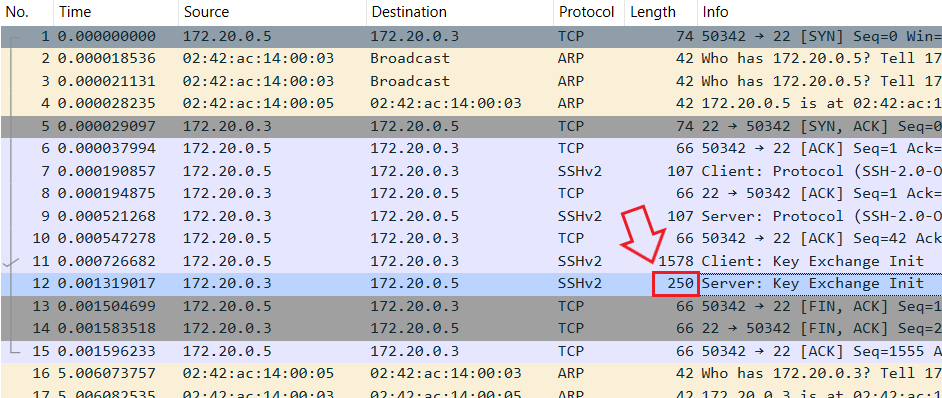 No. Time Source Destination Protocol Length Info
1 0.000000000 172.20.0.5 172.20.0.3 TCP 74 50342 → 22 [SYN] Seq=0 Win=
2 0.000018536 02:42:ac:14:00:03 Broadcast ARP 42 Who has 172.20.0.5? Tell 17
3 0.000021131 02:42:ac:14:00:03 Broadcast ARP 42 Who has 172.20.0.5? Tell 17
4 0.000028235 02:42:ac:14:00:05 02:42:ac:14:00:03 ARP 42 172.20.0.5 is at 02:42:ac:1
5 0.000029097 172.20.0.3 172.20.0.5 TCP 74 22 → 50342 [SYN, ACK] Seq=0
6 0.000037994 172.20.0.5 172.20.0.3 TCP 66 50342 → 22 [ACK] Seq=1 Ack=
7 0.000190857 172.20.0.5 172.20.0.3 SSHv2 107 Client: Protocol (SSH-2.0-O
8 0.000194875 172.20.0.3 172.20.0.5 TCP 66 22 → 50342 [ACK] Seq=1 Ack=
9 0.000521268 172.20.0.3 172.20.0.5 SSHv2 107 Server: Protocol (SSH-2.0-O
10 0.000547278 172.20.0.5 172.20.0.3 TCP 66 50342 → 22 [ACK] Seq=42 Ack
11 0.000726682 172.20.0.5 172.20.0.3 SSHv2 1578 Client: Key Exchange Init
12 0.001319017 172.20.0.3 172.20.0.5 SSHv2 250 Server: Key Exchange Init
13 0.001504699 172.20.0.5 172.20.0.3 TCP 66 50342 → 22 [FIN, ACK] Seq=1
14 0.001583518 172.20.0.3 172.20.0.5 TCP 66 22 → 50342 [FIN, ACK] Seq=2
15 0.001596233 172.20.0.5 172.20.0.3 TCP 66 50342 → 22 [ACK] Seq=1555 A
16 5.006073757 02:42:ac:14:00:05 02:42:ac:14:00:03 ARP 42 Who has 172.20.0.3? Tell 17
17 5.006082535 02:42:ac:14:00:03 02:42:ac:14:00:05 ARP 42 172.20.0.3 is at 02:42:ac:1